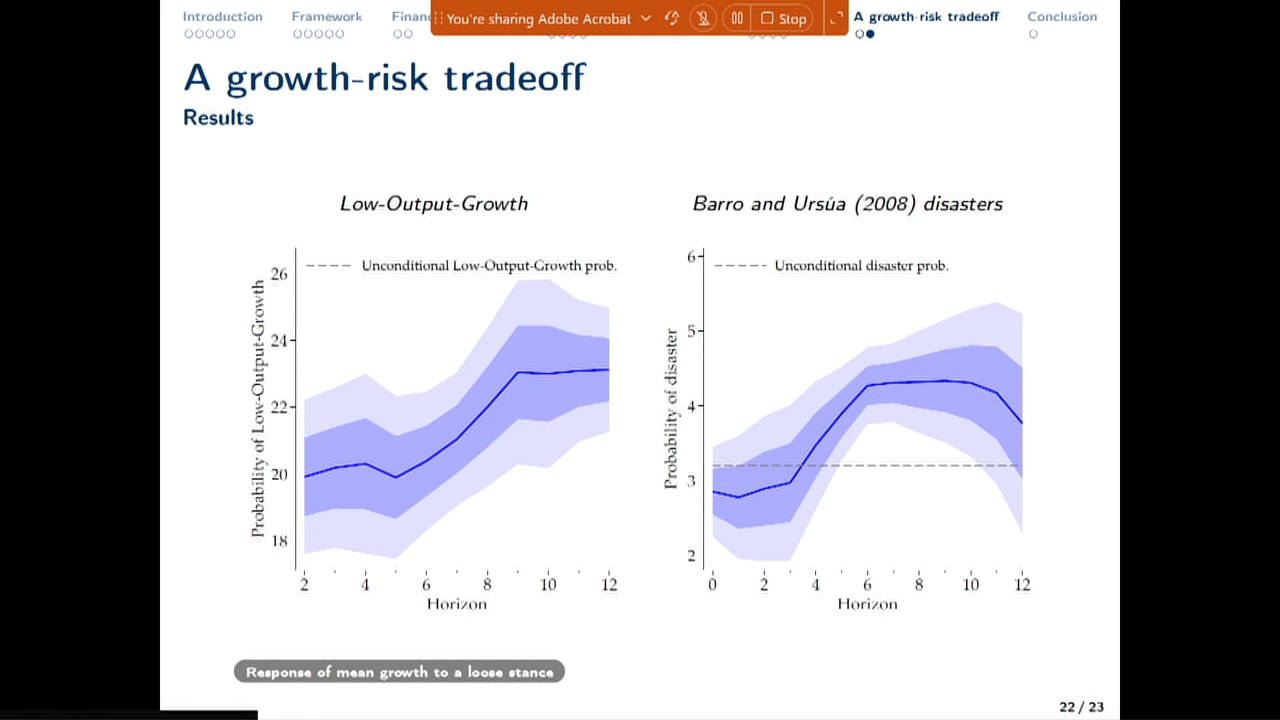 Introduction Framework Finan You're sharing Adobe Acrobat Stop A growth-risk tradeoff Conclusion
A growth-risk tradeoff
Results
Low-Output-Growth
Barro and Ursúa (2008) disasters
Unconditional Low-Output-Growth prob.
Probability of Low-Output-Growth
26
24
22
20
18
2 4 6 8 10 12
Horizon
Unconditional disaster prob.
Probability of disaster
6
5
4
3
2
0 2 4 6 8 10 12
Horizon
Response of mean growth to a loose stance
22 / 23